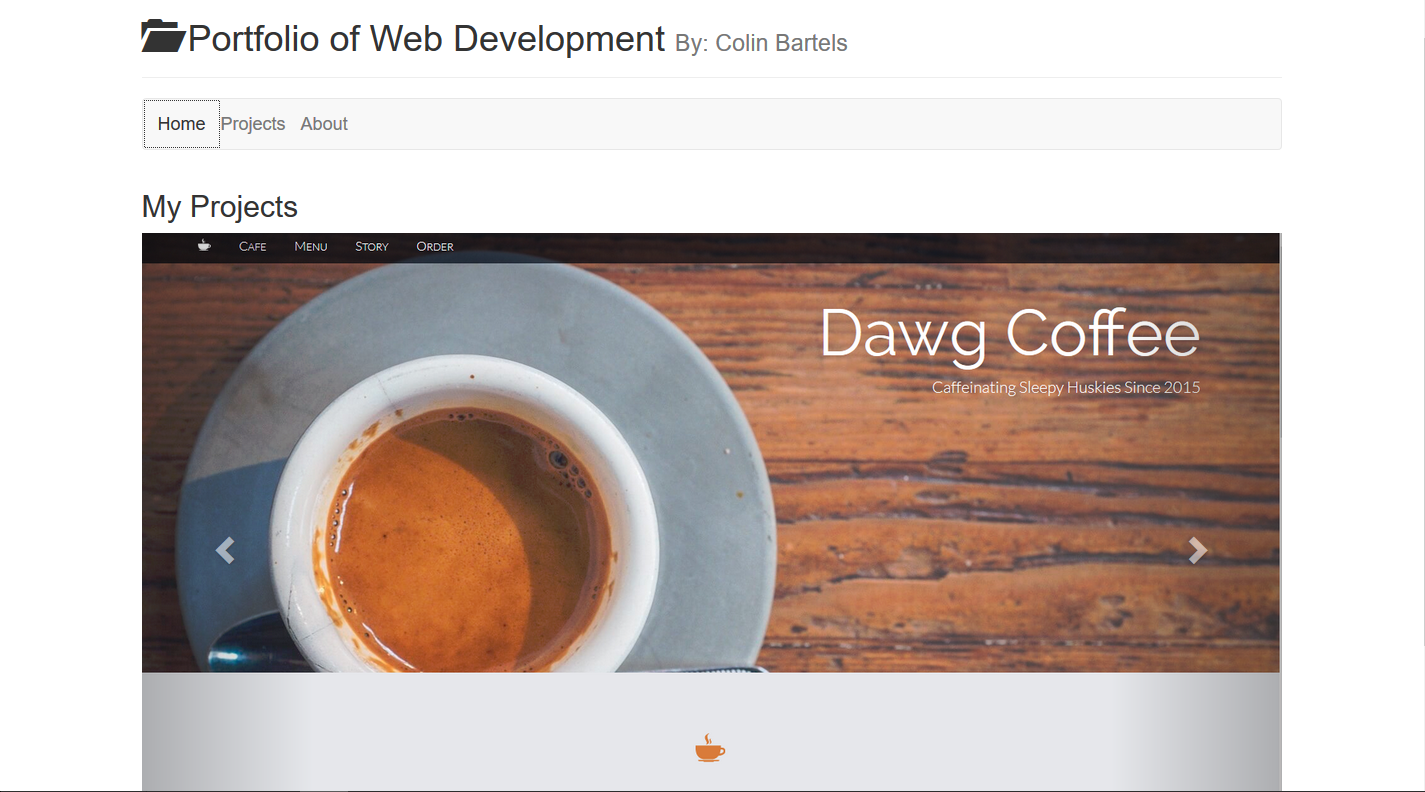 Portfolio of Web Development By: Colin Bartels
Home Projects About
My Projects
Cafe Menu Story Order
Dawg Coffee
Caffeinating Sleepy Huskies Since 2015